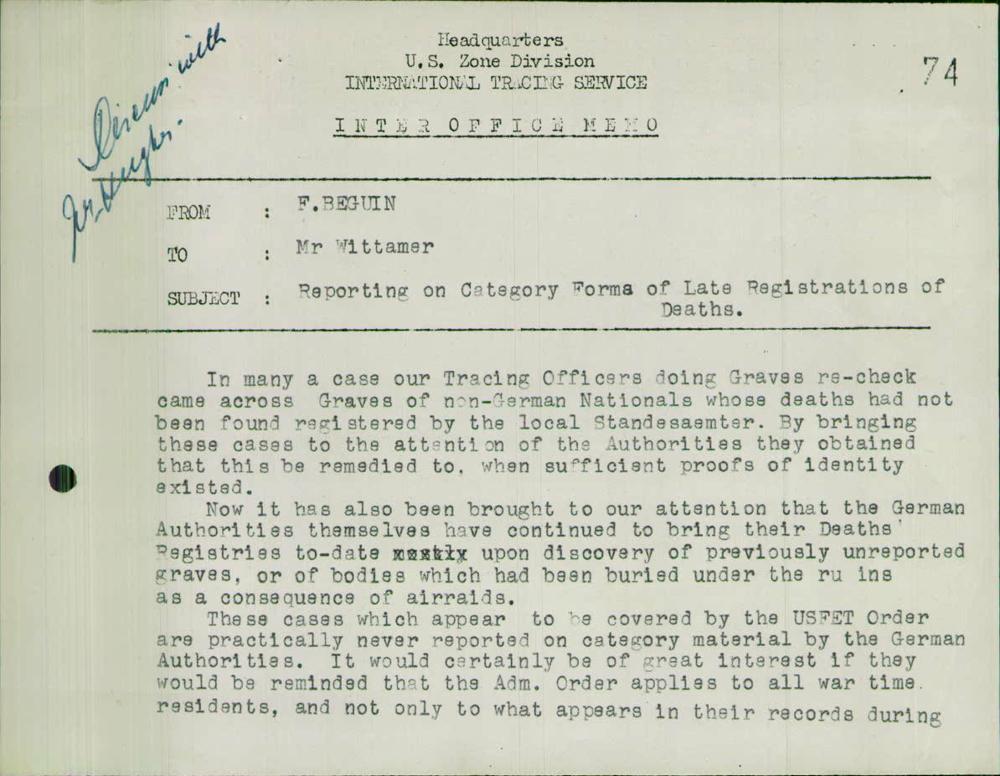 Discuss with
Mr. Hughes.
74
Headquarters
U.S. Zone Division
INTERNATIONAL TRACING SERVICE
INTER OFFICE MEMO
FROM : F.BEGUIN
TO : Mr Wittamer
SUBJECT : Reporting on Category Forms of Late Registrations of
Deaths.
In many a case our Tracing Officers doing Graves re-check
came across Graves of non-German Nationals whose deaths had not
been found registered by the local Standesaemter. By bringing
these cases to the attention of the Authorities they obtained
that this be remedied to, when sufficient proofs of identity
existed.
Now it has also been brought to our attention that the German
Authorities themselves have continued to bring their Deaths'
Registries to-date upon discovery of previously unreported
graves, or of bodies which had been buried under the ru ins
as a consequence of airraids.
These cases which appear to be covered by the USFET Order
are practically never reported on category material by the German
Authorities. It would certainly be of great interest if they
would be reminded that the Adm. Order applies to all war time
residents, and not only to what appears in their records during